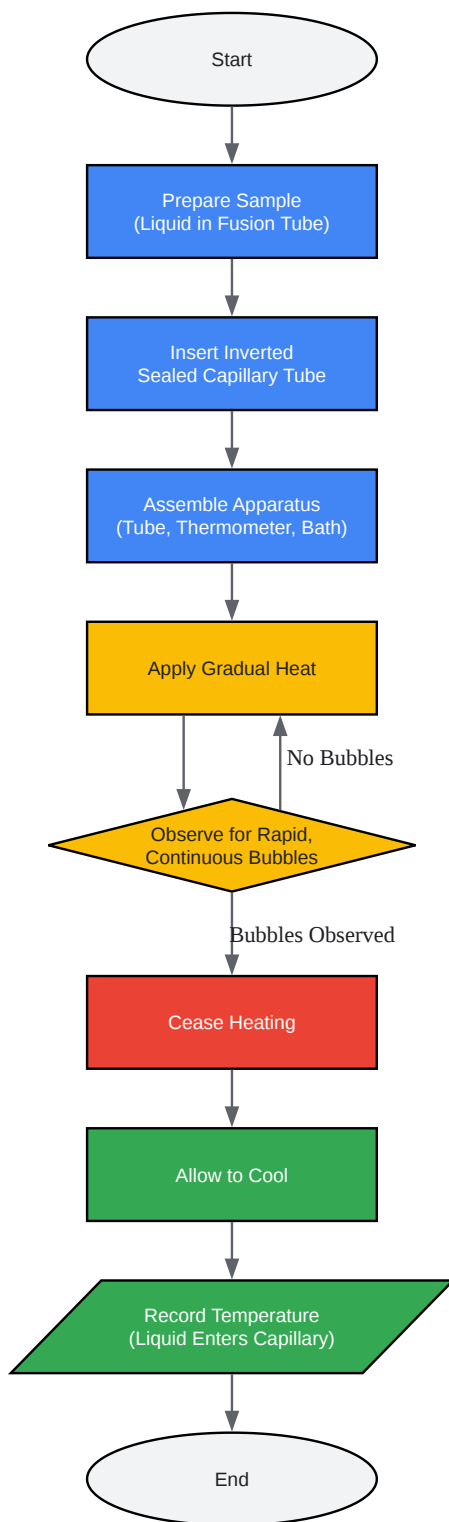 Start
Prepare Sample
(Liquid in Fusion Tube)
Insert Inverted
Sealed Capillary Tube
Assemble Apparatus
(Tube, Thermometer, Bath)
Apply Gradual Heat
No Bubbles
Observe for Rapid,
Continuous Bubbles
Bubbles Observed
Cease Heating
Allow to Cool
Record Temperature
(Liquid Enters Capillary)
End